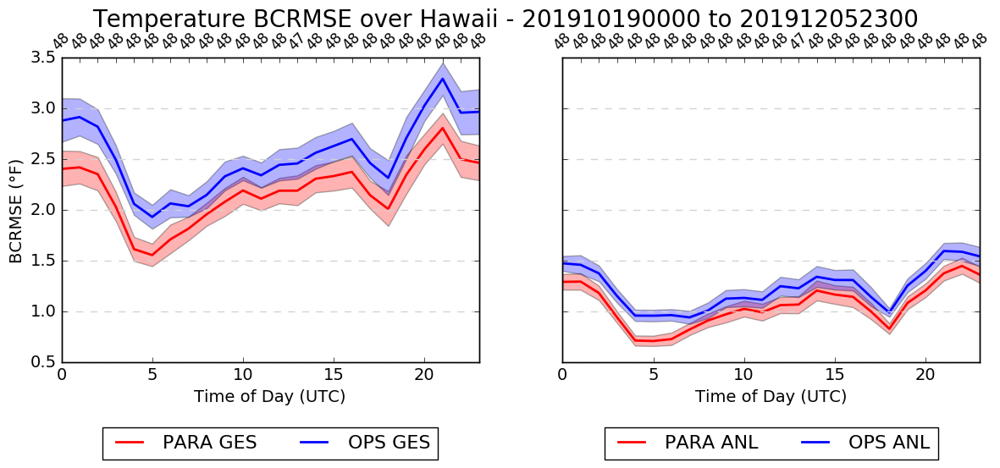 Temperature BCRMSE over Hawaii - 201910190000 to 201912052300
48 48 48 48 48 48 48 48 48 48 48 48 48 47 48 48 48 48 48 48 48 48 48 48
3.5
3.0
2.5
2.0
1.5
1.0
0.5
BCRMSE (°F)
0 5 10 15 20
Time of Day (UTC)
PARA GES OPS GES
48 48 48 48 48 48 48 48 48 48 48 48 48 47 48 48 48 48 48 48 48 48 48 48
0 5 10 15 20
Time of Day (UTC)
PARA ANL OPS ANL